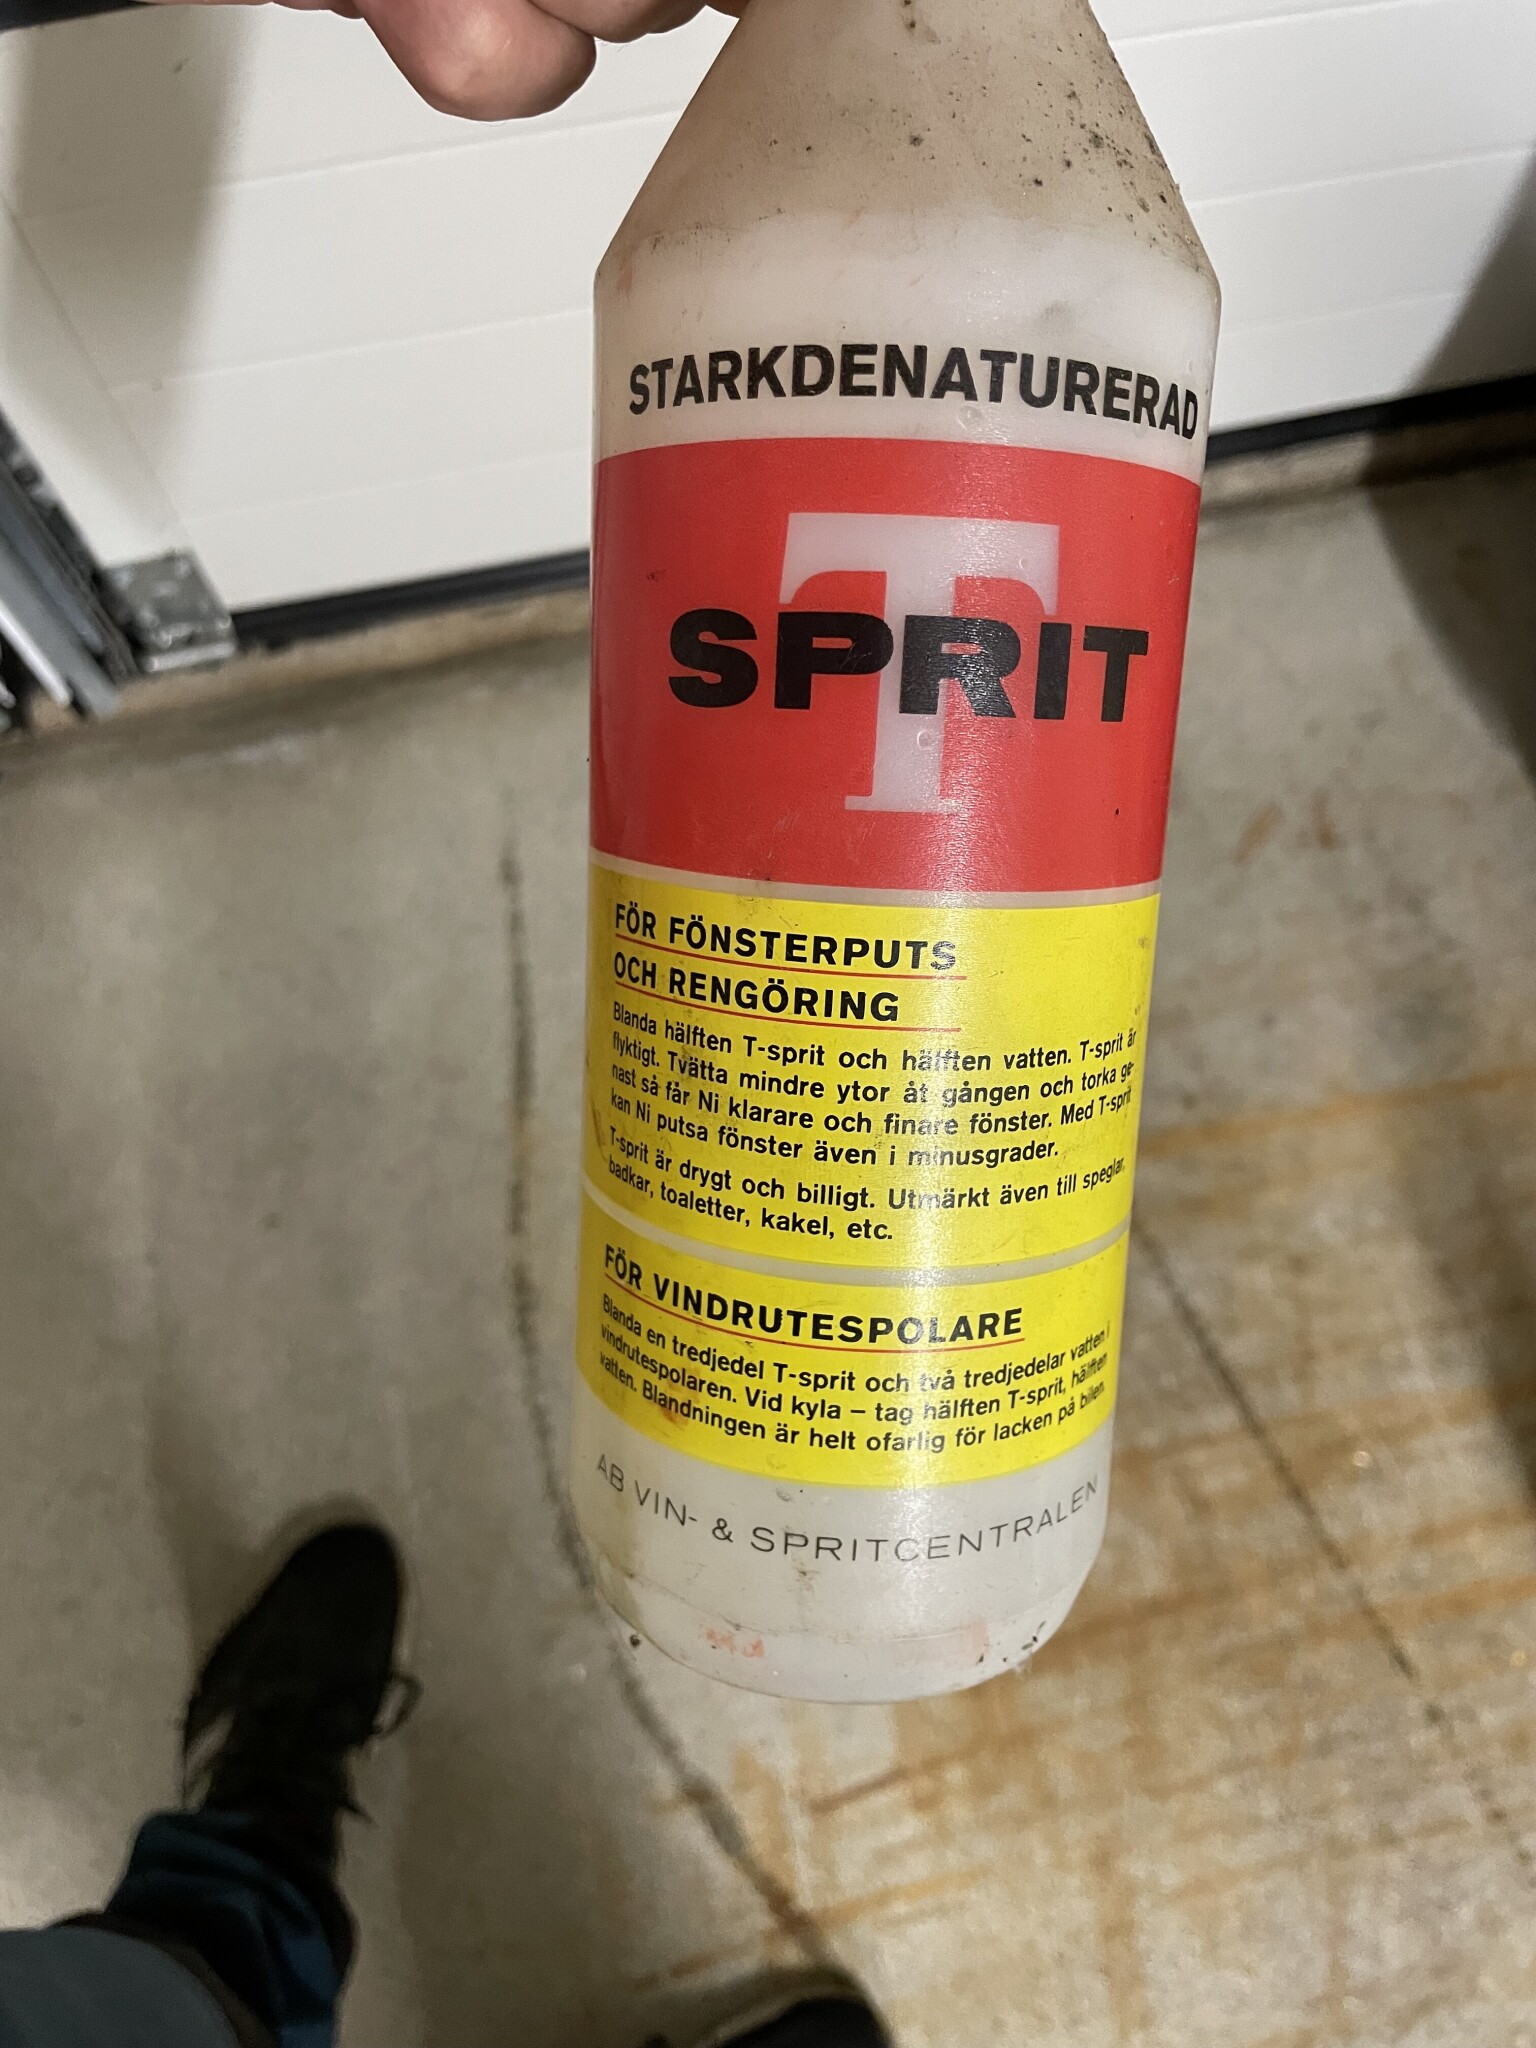 STARKDENATURERAD
T
SPRIT
FÖR FÖNSTERPUTS
OCH RENGÖRING
Blanda hälften T-sprit och hälften vatten. T-sprit är
flyktigt. Tvätta mindre ytor åt gången och torka ge-
nast så får Ni klarare och finare fönster. Med T-sprit
kan Ni putsa fönster även i minusgrader.
T-sprit är drygt och billigt. Utmärkt även till speglar,
badkar, toaletter, kakel, etc.
FÖR VINDRUTESPOLARE
Blanda en tredjedel T-sprit och två tredjedelar vatten i
vindrutespolaren. Vid kyla – tag hälften T-sprit, hälften
vatten. Blandningen är helt ofarlig för lacken på bilen.
AB VIN- & SPRITCENTRALEN